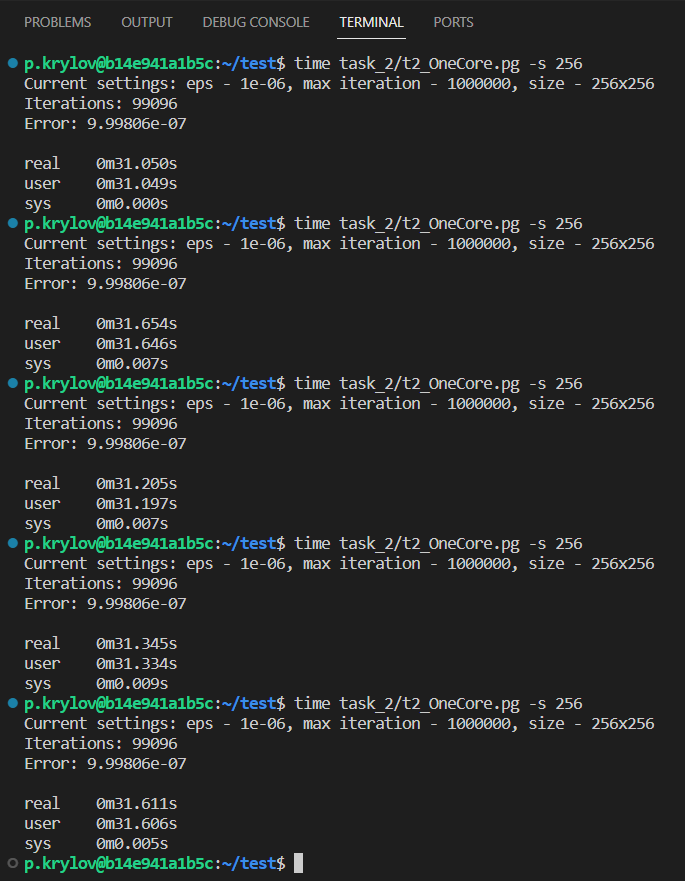 PROBLEMS OUTPUT DEBUG CONSOLE TERMINAL PORTS
p.krylov@b14e941a1b5c:~/test$ time task_2/t2_OneCore.pg -s 256
Current settings: eps - 1e-06, max iteration - 1000000, size - 256x256
Iterations: 99096
Error: 9.99806e-07
real 0m31.050s
user 0m31.049s
sys 0m0.000s
p.krylov@b14e941a1b5c:~/test$ time task_2/t2_OneCore.pg -s 256
Current settings: eps - 1e-06, max iteration - 1000000, size - 256x256
Iterations: 99096
Error: 9.99806e-07
real 0m31.654s
user 0m31.646s
sys 0m0.007s
p.krylov@b14e941a1b5c:~/test$ time task_2/t2_OneCore.pg -s 256
Current settings: eps - 1e-06, max iteration - 1000000, size - 256x256
Iterations: 99096
Error: 9.99806e-07
real 0m31.205s
user 0m31.197s
sys 0m0.007s
p.krylov@b14e941a1b5c:~/test$ time task_2/t2_OneCore.pg -s 256
Current settings: eps - 1e-06, max iteration - 1000000, size - 256x256
Iterations: 99096
Error: 9.99806e-07
real 0m31.345s
user 0m31.334s
sys 0m0.009s
p.krylov@b14e941a1b5c:~/test$ time task_2/t2_OneCore.pg -s 256
Current settings: eps - 1e-06, max iteration - 1000000, size - 256x256
Iterations: 99096
Error: 9.99806e-07
real 0m31.611s
user 0m31.606s
sys 0m0.005s
p.krylov@b14e941a1b5c:~/test$